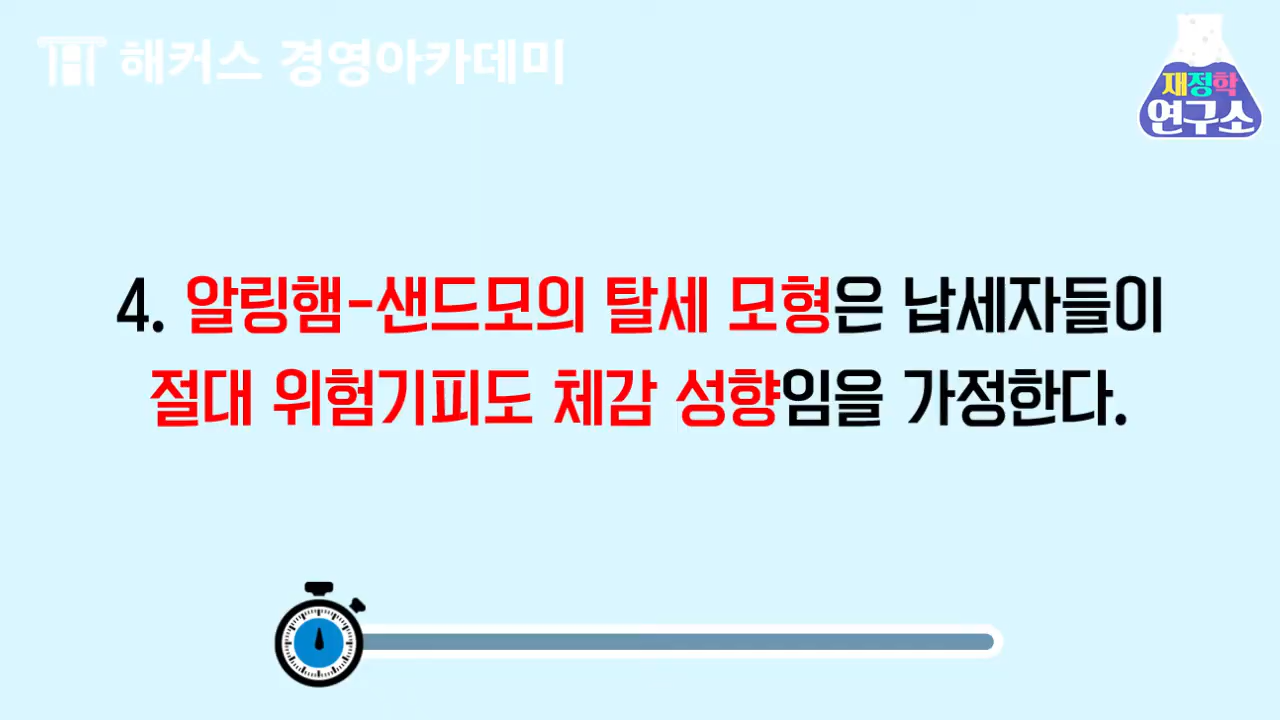 해커스 경영아카데미
재정학
연구소
4. 알링햄-샌드모의 탈세 모형은 납세자들이
절대 위험기피도 체감 성향임을 가정한다.